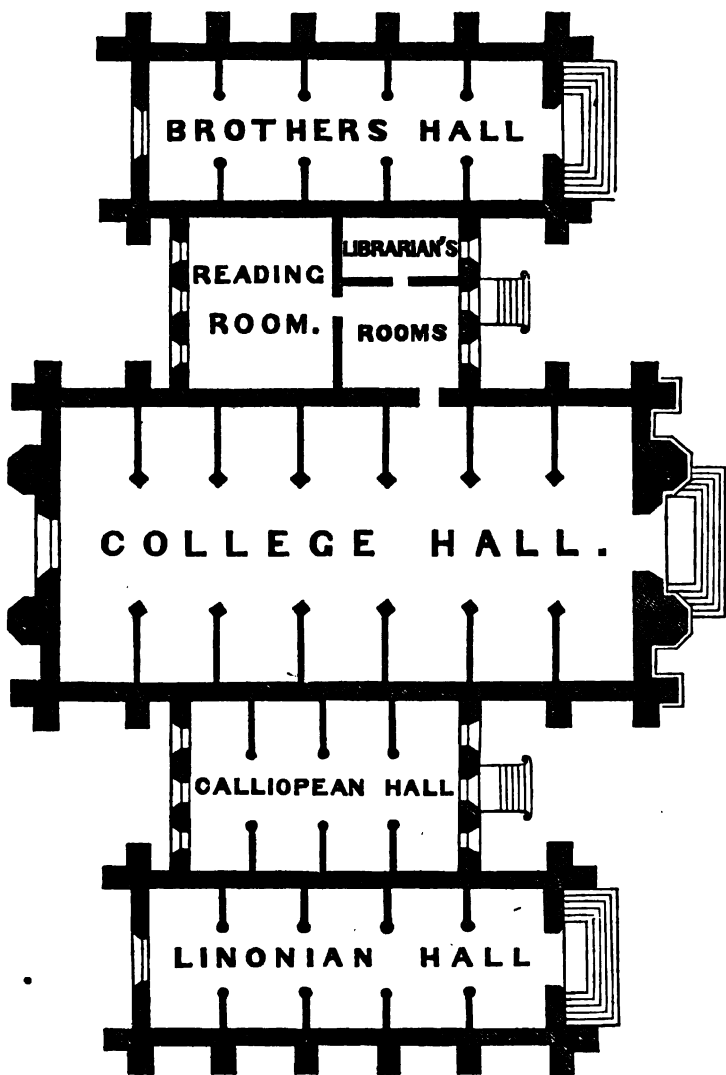 BROTHERS HALL
LIBRARIAN'S
READING
ROOM.
ROOMS
COLLEGE HALL.
CALLIOPEAN HALL
LINONIAN HALL